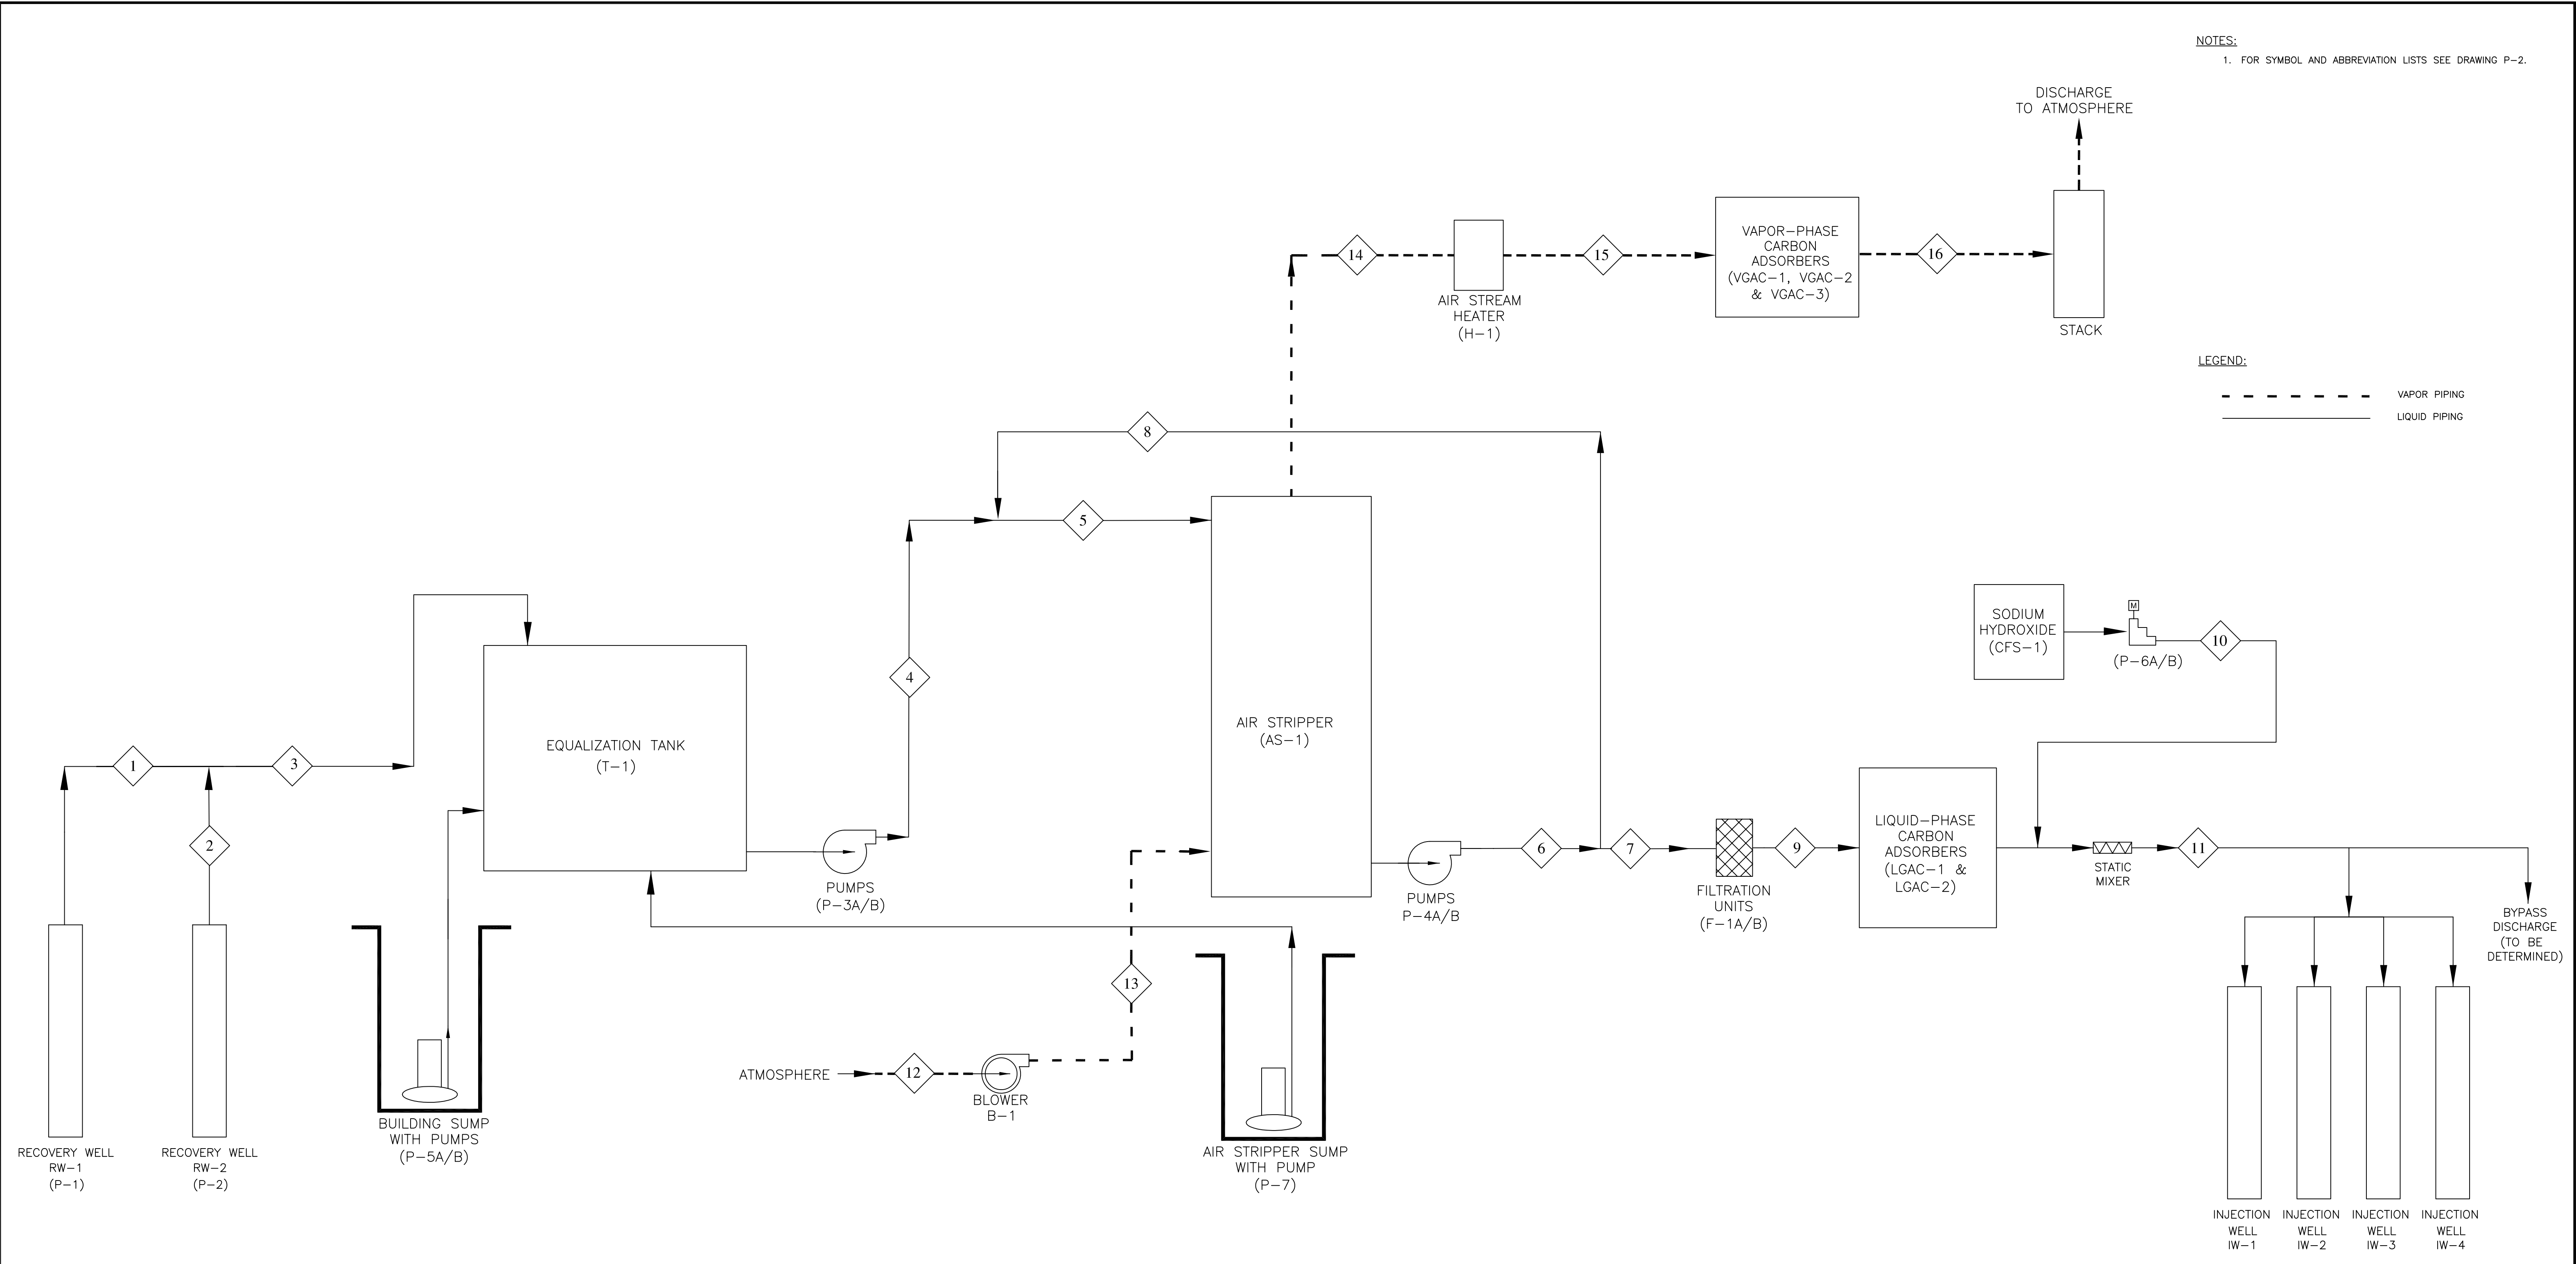 NOTES:
1. FOR SYMBOL AND ABBREVIATION LISTS SEE DRAWING P-2.
DISCHARGE
TO ATMOSPHERE
14
15
16
VAPOR-PHASE
CARBON
ADSORBERS
(VGAC-1, VGAC-2
& VGAC-3)
AIR STREAM
HEATER
(H-1)
STACK
LEGEND:
VAPOR PIPING
LIQUID PIPING
8
5
4
SODIUM
HYDROXIDE
(CFS-1)
M
(P-6A/B)
10
AIR STRIPPER
(AS-1)
EQUALIZATION TANK
(T-1)
1
3
2
PUMPS
(P-3A/B)
PUMPS
P-4A/B
6
7
FILTRATION
UNITS
(F-1A/B)
9
LIQUID-PHASE
CARBON
ADSORBERS
(LGAC-1 &
LGAC-2)
STATIC
MIXER
11
BYPASS
DISCHARGE
(TO BE
DETERMINED)
13
ATMOSPHERE
12
BLOWER
B-1
RECOVERY WELL
RW-1
(P-1)
RECOVERY WELL
RW-2
(P-2)
BUILDING SUMP
WITH PUMPS
(P-5A/B)
AIR STRIPPER SUMP
WITH PUMP
(P-7)
INJECTION
WELL
IW-1
INJECTION
WELL
IW-2
INJECTION
WELL
IW-3
INJECTION
WELL
IW-4